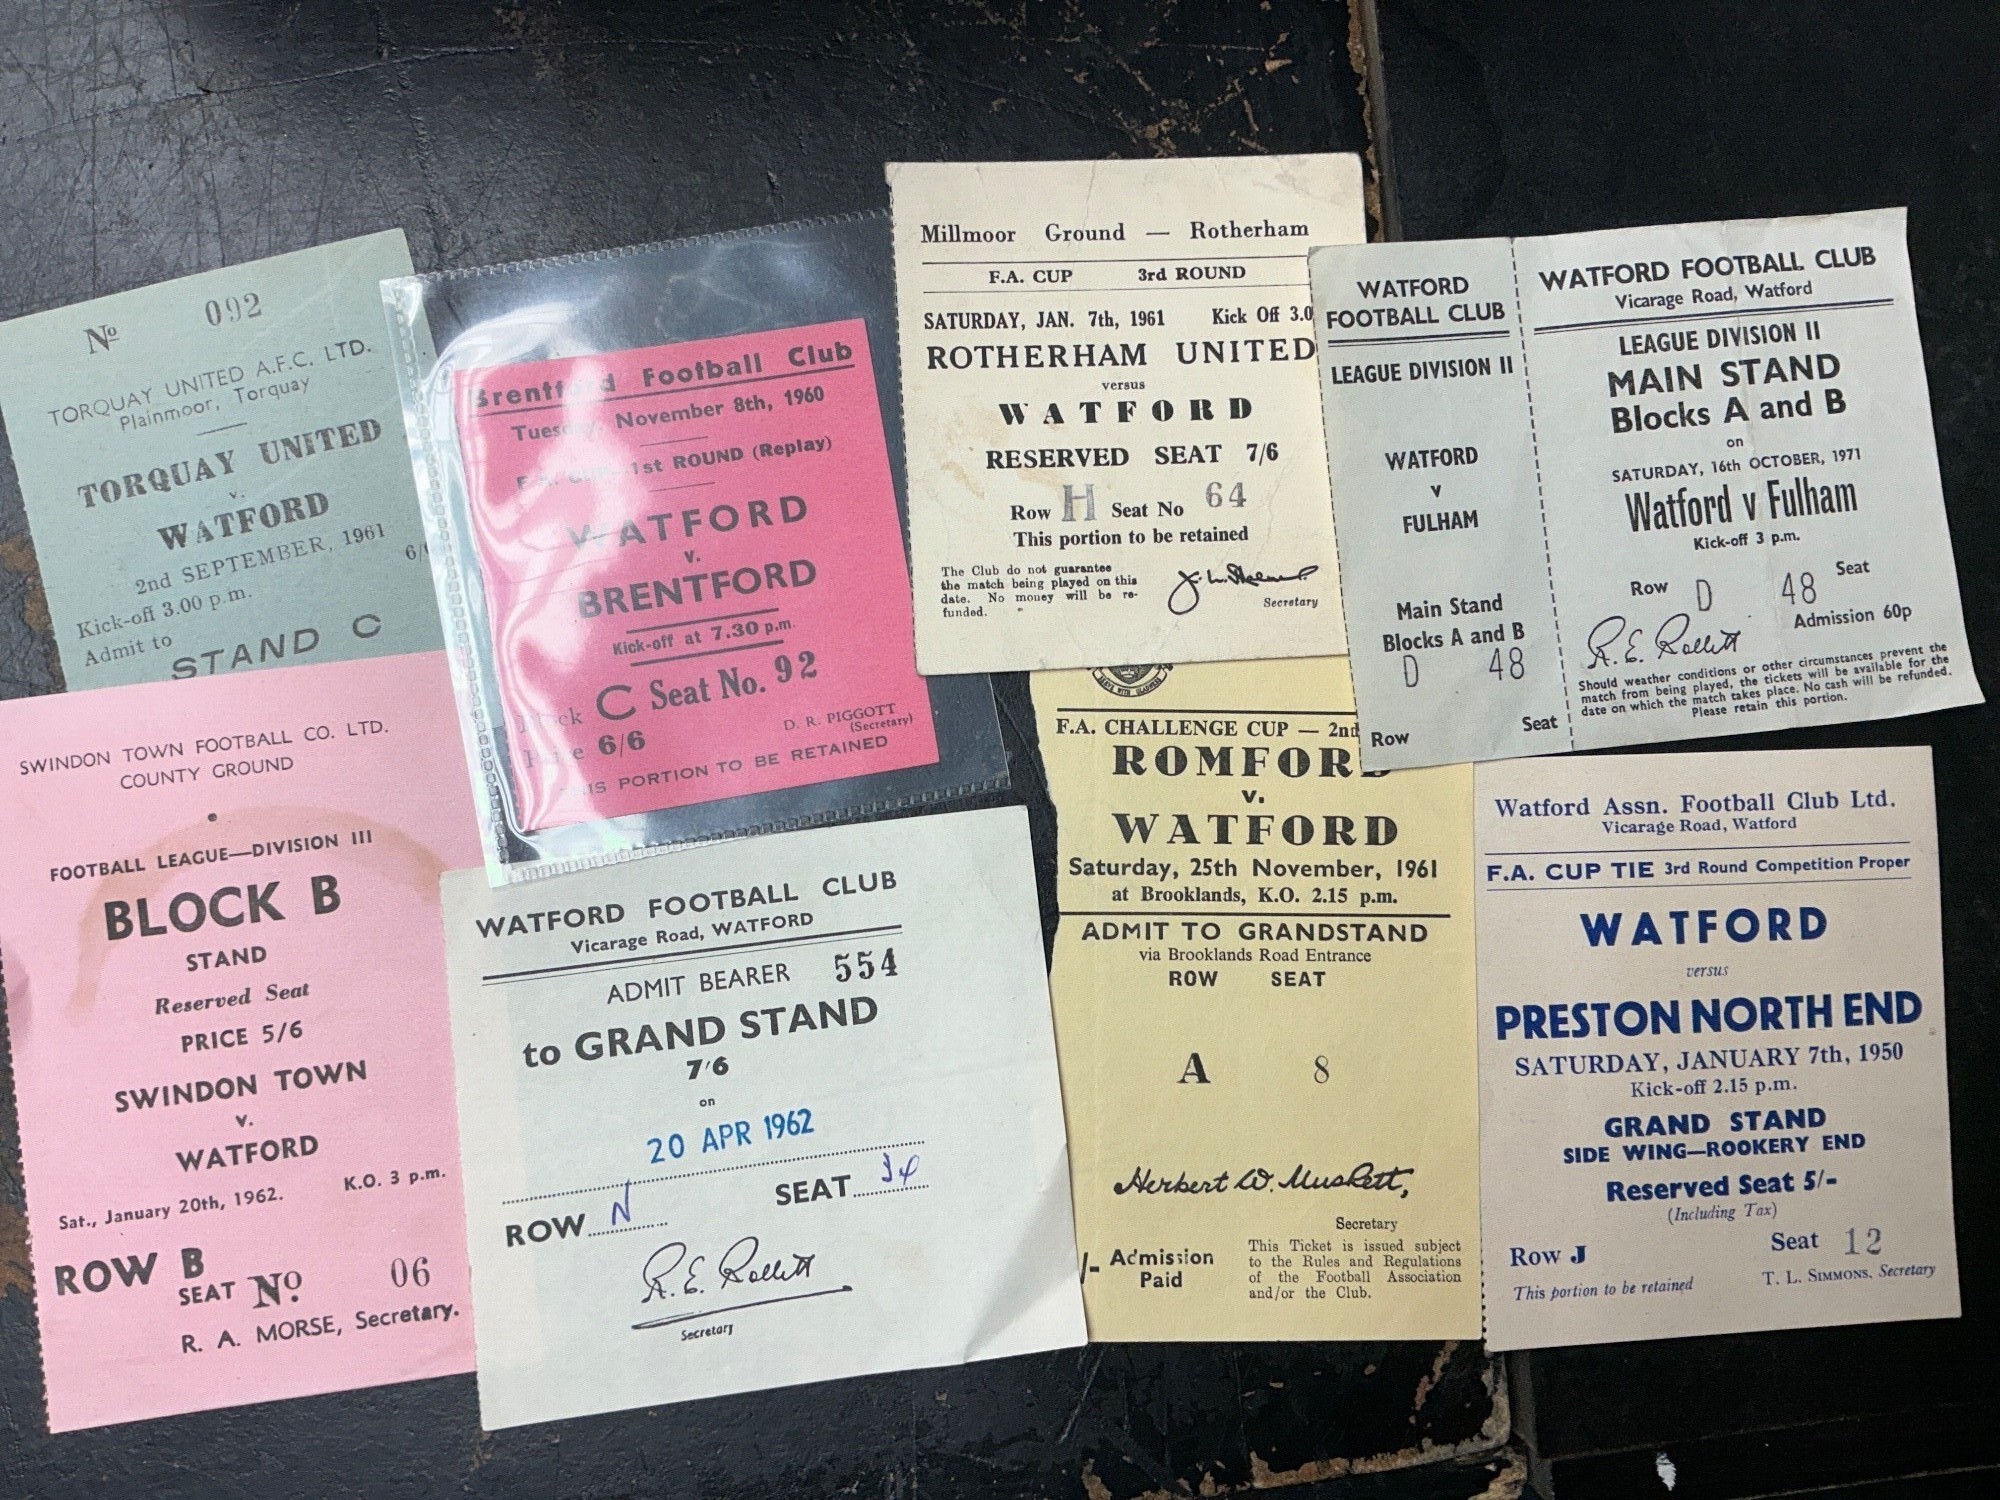 No 092
TORQUAY UNITED A.F.C. LTD.
Plainmoor, Torquay
TORQUAY UNITED
v.
WATFORD
2nd SEPTEMBER, 1961
Kick-off 3.00 p.m.
Admit to
STAND C
Brentford Football Club
Tuesday, November 8th, 1960
F.A. CUP—1st ROUND (Replay)
WATFORD
v.
BRENTFORD
Kick-off at 7.30 p.m.
Block C Seat No. 92
Price 6/6
D. R. PIGGOTT
(Secretary)
THIS PORTION TO BE RETAINED
Millmoor Ground — Rotherham
F.A. CUP 3rd ROUND
SATURDAY, JAN. 7th, 1961 Kick Off 3.0
ROTHERHAM UNITED
versus
WATFORD
RESERVED SEAT 7/6
Row H Seat No 64
This portion to be retained
The Club do not guarantee
the match being played on this
date. No money will be re-
funded.
Secretary
WATFORD
FOOTBALL CLUB
LEAGUE DIVISION II
WATFORD
v
FULHAM
Main Stand
Blocks A and B
D 48
Row Seat
WATFORD FOOTBALL CLUB
Vicarage Road, Watford
LEAGUE DIVISION II
MAIN STAND
Blocks A and B
on
SATURDAY, 16th OCTOBER, 1971
Watford v Fulham
Kick-off 3 p.m.
Row D 48 Seat
Admission 60p
R. E. Rollitt
Should weather conditions or other circumstances prevent the
match from being played, the tickets will be available for the
date on which the match takes place. No cash will be refunded.
Please retain this portion.
SWINDON TOWN FOOTBALL CO. LTD.
COUNTY GROUND
FOOTBALL LEAGUE—DIVISION III
BLOCK B
STAND
Reserved Seat
PRICE 5/6
SWINDON TOWN
v.
WATFORD
Sat., January 20th, 1962. K.O. 3 p.m.
ROW B
SEAT No. 06
R. A. MORSE, Secretary.
WATFORD FOOTBALL CLUB
Vicarage Road, WATFORD
ADMIT BEARER 554
to GRAND STAND
7/6
on
20 APR 1962
ROW N SEAT 34
R. E. Rollitt
Secretary
F.A. CHALLENGE CUP — 2nd
ROMFOR
v.
WATFORD
Saturday, 25th November, 1961
at Brooklands, K.O. 2.15 p.m.
ADMIT TO GRANDSTAND
via Brooklands Road Entrance
ROW SEAT
A 8
Herbert W. Muskett,
Secretary
/- Admission
Paid
This Ticket is issued subject
to the Rules and Regulations
of the Football Association
and/or the Club.
Watford Assn. Football Club Ltd.
Vicarage Road, Watford
F.A. CUP TIE 3rd Round Competition Proper
WATFORD
versus
PRESTON NORTH END
SATURDAY, JANUARY 7th, 1950
Kick-off 2.15 p.m.
GRAND STAND
SIDE WING—ROOKERY END
Reserved Seat 5/-
(Including Tax)
Row J Seat 12
This portion to be retained
T. L. SIMMONS, Secretary